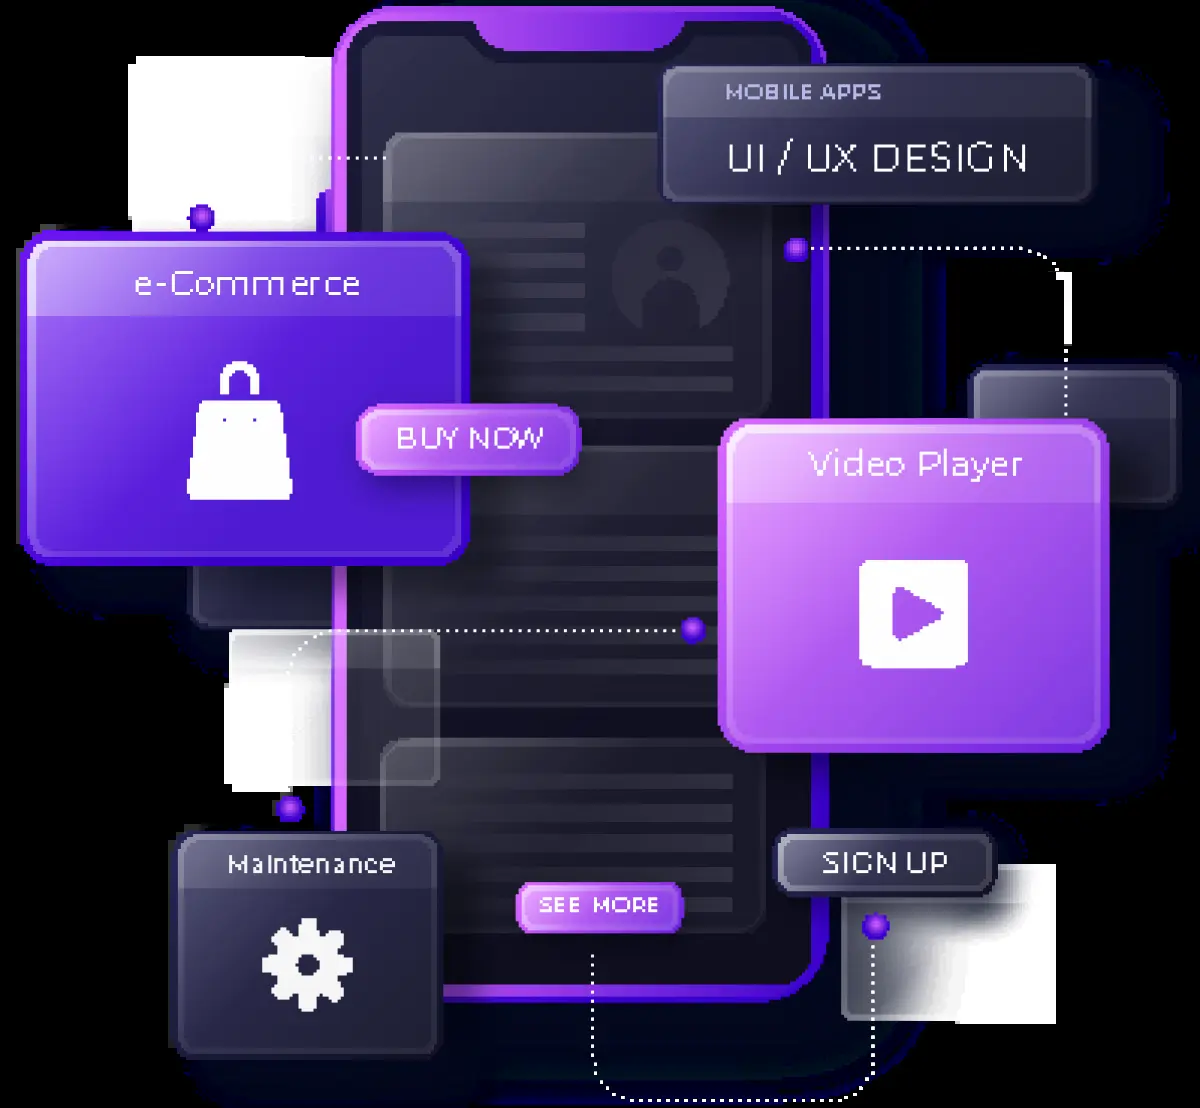 MOBILE APPS
UI / UX DESIGN
e-Commerce
BUY NOW
Video Player
Maintenance
SIGN UP
SEE MORE